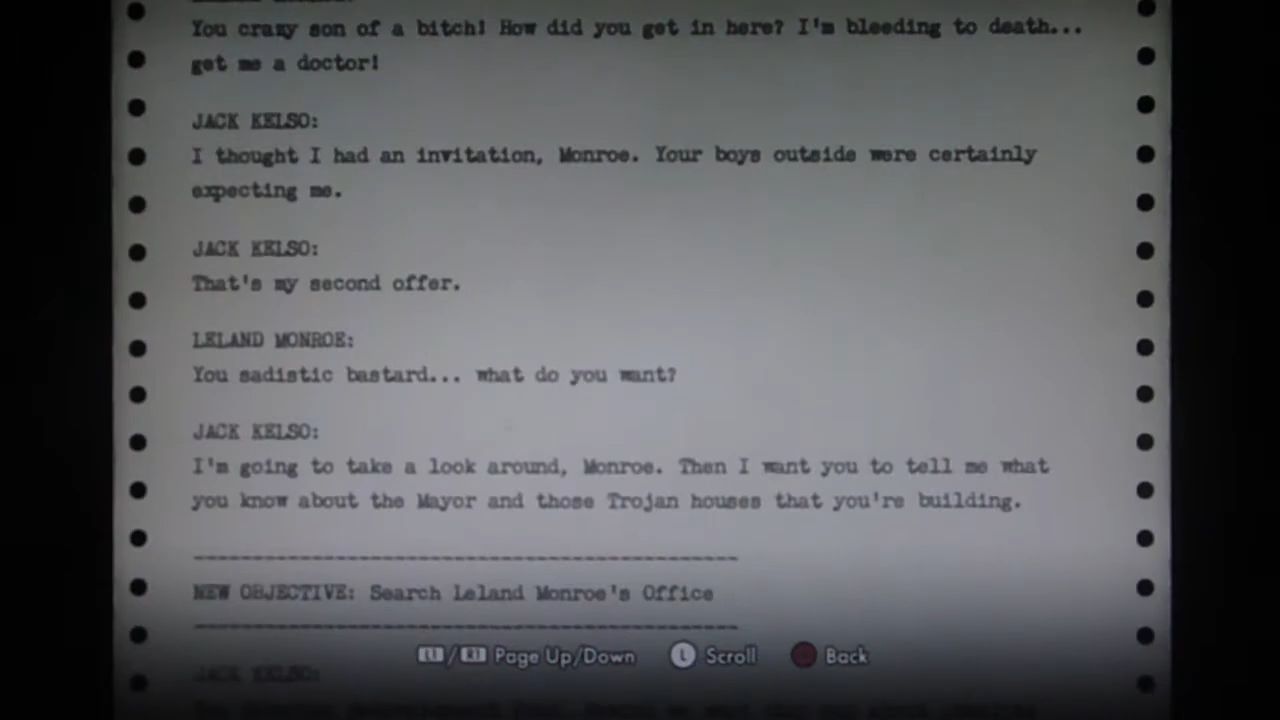 You crazy son of a bitch! How did you get in here? I'm bleeding to death...
get me a doctor!
JACK KELSO:
I thought I had an invitation, Monroe. Your boys outside were certainly
expecting me.
JACK KELSO:
That's my second offer.
LELAND MONROE:
You sadistic bastard... what do you want?
JACK KELSO:
I'm going to take a look around, Monroe. Then I want you to tell me what
you know about the Mayor and those Trojan houses that you're building.
NEW OBJECTIVE: Search Leland Monroe's Office
L1/R1 Page Up/Down L Scroll Back
JACK KELSO: